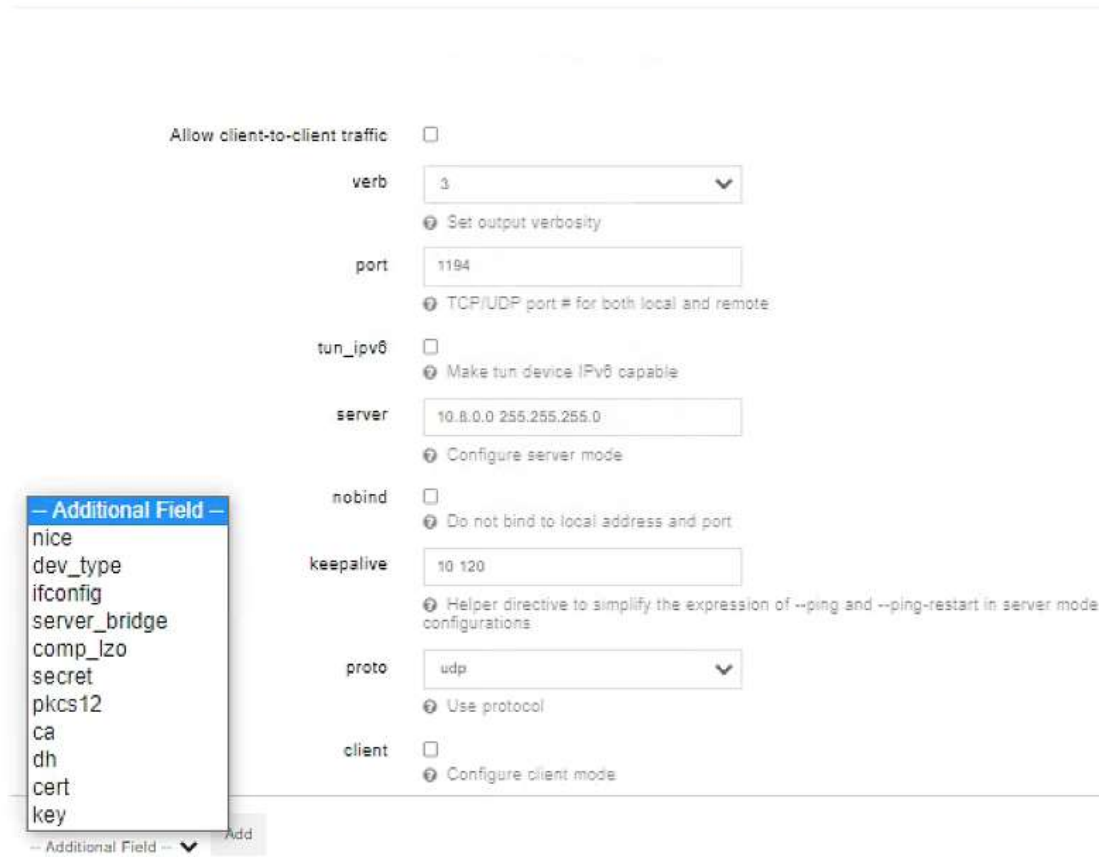 Allow client-to-client traffic
verb
3
Set output verbosity
port
1194
TCP/UDP port # for both local and remote
tun_ipv6
Make tun device IPv6 capable
server
10.8.0.0 255.255.255.0
Configure server mode
nobind
Do not bind to local address and port
keepalive
10 120
Helper directive to simplify the expression of --ping and --ping-restart in server mode
configurations
proto
udp
Use protocol
client
Configure client mode
-- Additional Field --
nice
dev_type
ifconfig
server_bridge
comp_lzo
secret
pkcs12
ca
dh
cert
key
-- Additional Field --
Add